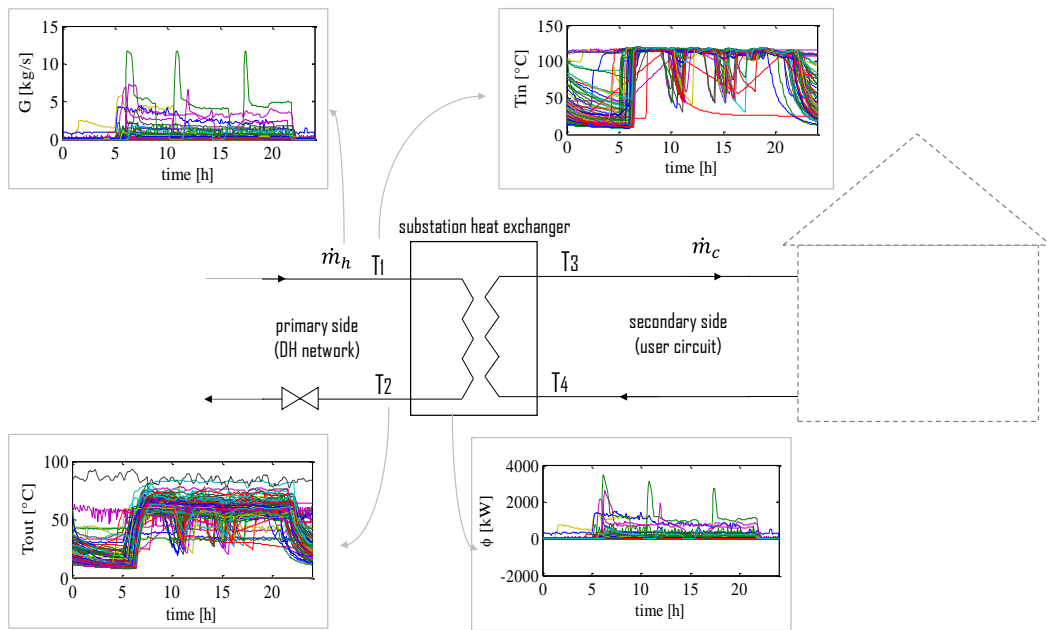 15
10
5
0
G [kg/s]
0 5 10 15 20
time [h]
150
100
50
0
Tin [°C]
0 5 10 15 20
time [h]
substation heat exchanger
ṁh
T1
T3
ṁc
primary side
(DH network)
secondary side
(user circuit)
T2
T4
100
50
0
Tout [°C]
0 5 10 15 20
time [h]
4000
2000
0
-2000
ϕ [kW]
0 5 10 15 20
time [h]